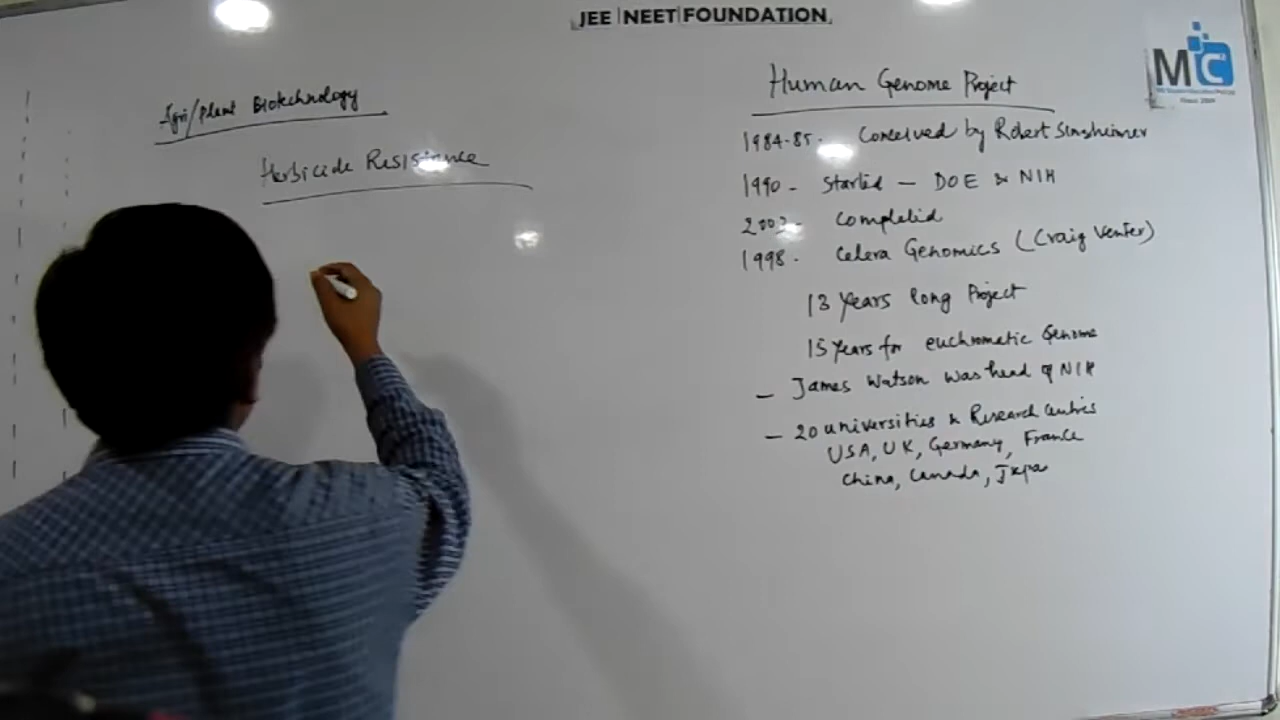 JEE NEET FOUNDATION
MC
Agri/Plant Biotechnology
Herbicide Resistance
Human Genome Project
1984-85. Conceived by Robert Sinsheimer
1990 - Started - DOE & NIH
2003 - Completed
1998. Celera Genomics (Craig Venter)
13 Years long Project
15 Years for euchromatic Genome
- James Watson was head of NIH
- 20 universities & Research Centres
USA, UK, Germany, France
China, Canada, Japa